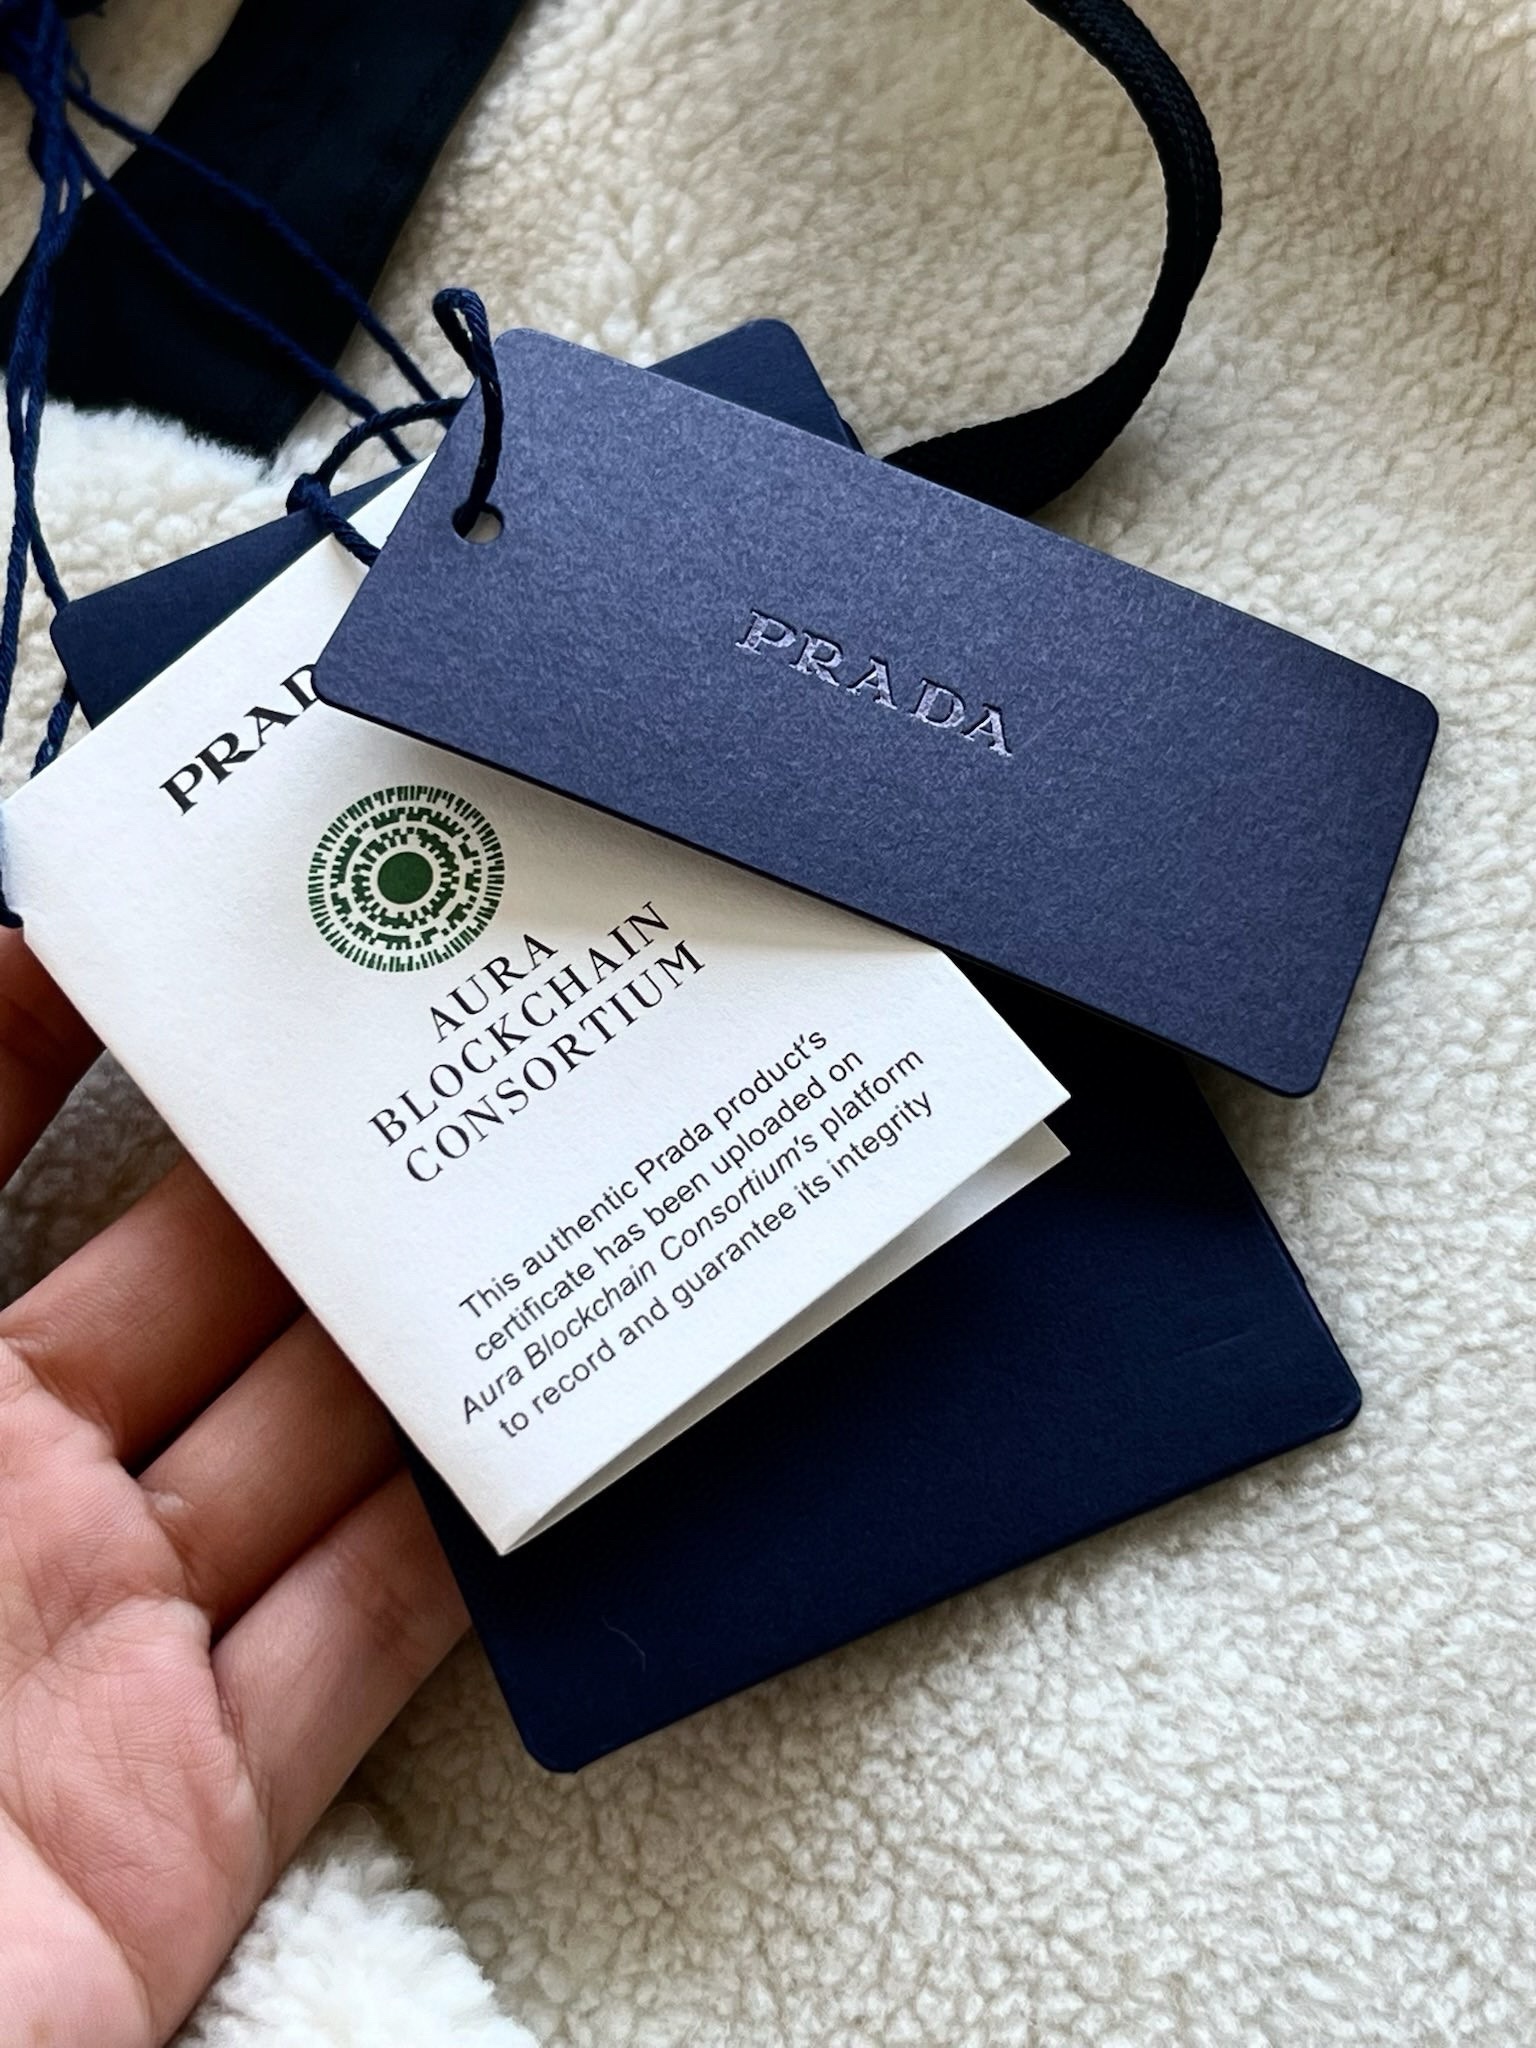 PRADA
PRAD
AURA
BLOCKCHAIN
CONSORTIUM
This authentic Prada product's
certificate has been uploaded on
Aura Blockchain Consortium's platform
to record and guarantee its integrity